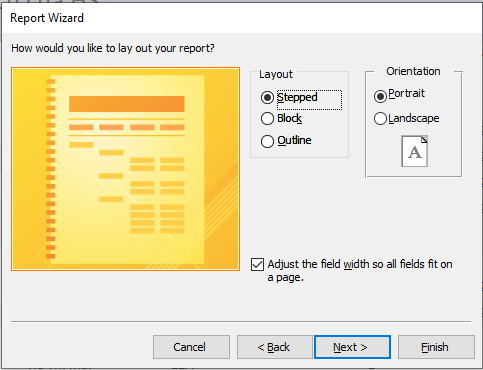 Report Wizard
How would you like to lay out your report?
Layout
Stepped
Block
Outline
Orientation
Portrait
Landscape
A
Adjust the field width so all fields fit on
a page.
Cancel
< Back
Next >
Finish